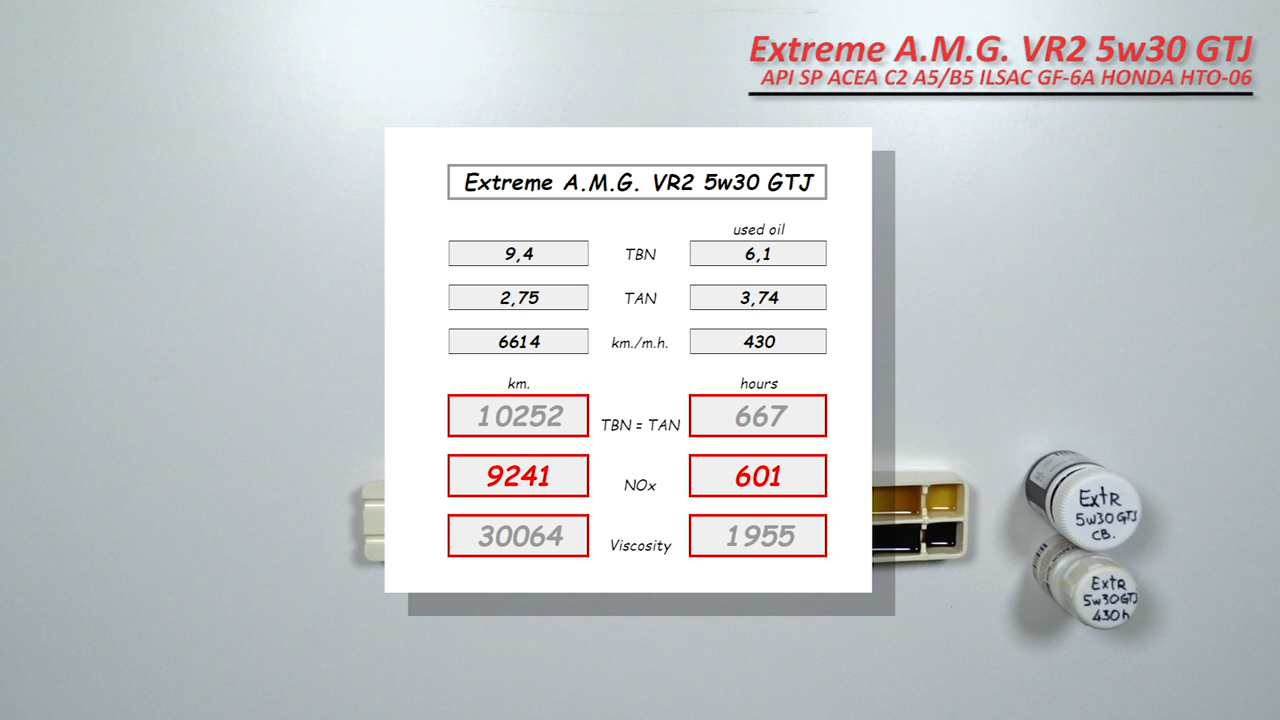 Extreme A.M.G. VR2 5w30 GTJ
API SP ACEA C2 A5/B5 ILSAC GF-6A HONDA HTO-06
Extreme A.M.G. VR2 5w30 GTJ
used oil
9,4 TBN 6,1
2,75 TAN 3,74
6614 km./m.h. 430
km. hours
10252 TBN = TAN 667
9241 NOx 601
30064 Viscosity 1955
Extr
5w30 GTJ
CB.
Extr
5w30GTJ
430h